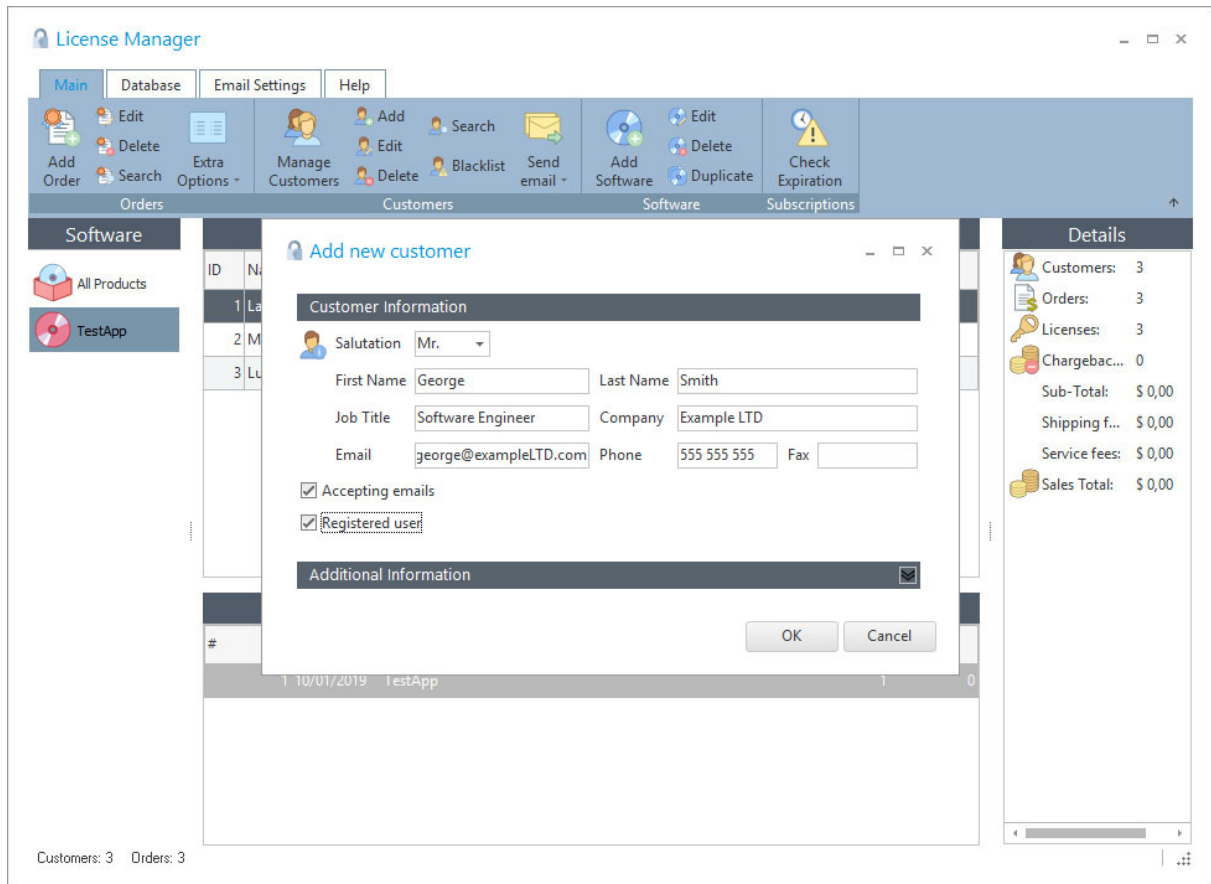 License Manager
Main Database Email Settings Help
Add Order
Edit
Delete
Search
Extra Options
Orders
Manage Customers
Add
Edit
Delete
Search
Blacklist
Send email
Customers
Add Software
Edit
Delete
Duplicate
Software
Check Expiration
Subscriptions
Software
All Products
TestApp
ID
1
2 M
3
Add new customer
Customer Information
Salutation Mr.
First Name George Last Name Smith
Job Title Software Engineer Company Example LTD
Email george@exampleLTD.com Phone 555 555 555 Fax
Accepting emails
Registered user
Additional Information
OK Cancel
#
1 10/01/2019 TestApp 1 0
Details
Customers: 3
Orders: 3
Licenses: 3
Chargebac... 0
Sub-Total: $ 0,00
Shipping f... $ 0,00
Service fees: $ 0,00
Sales Total: $ 0,00
Customers: 3 Orders: 3